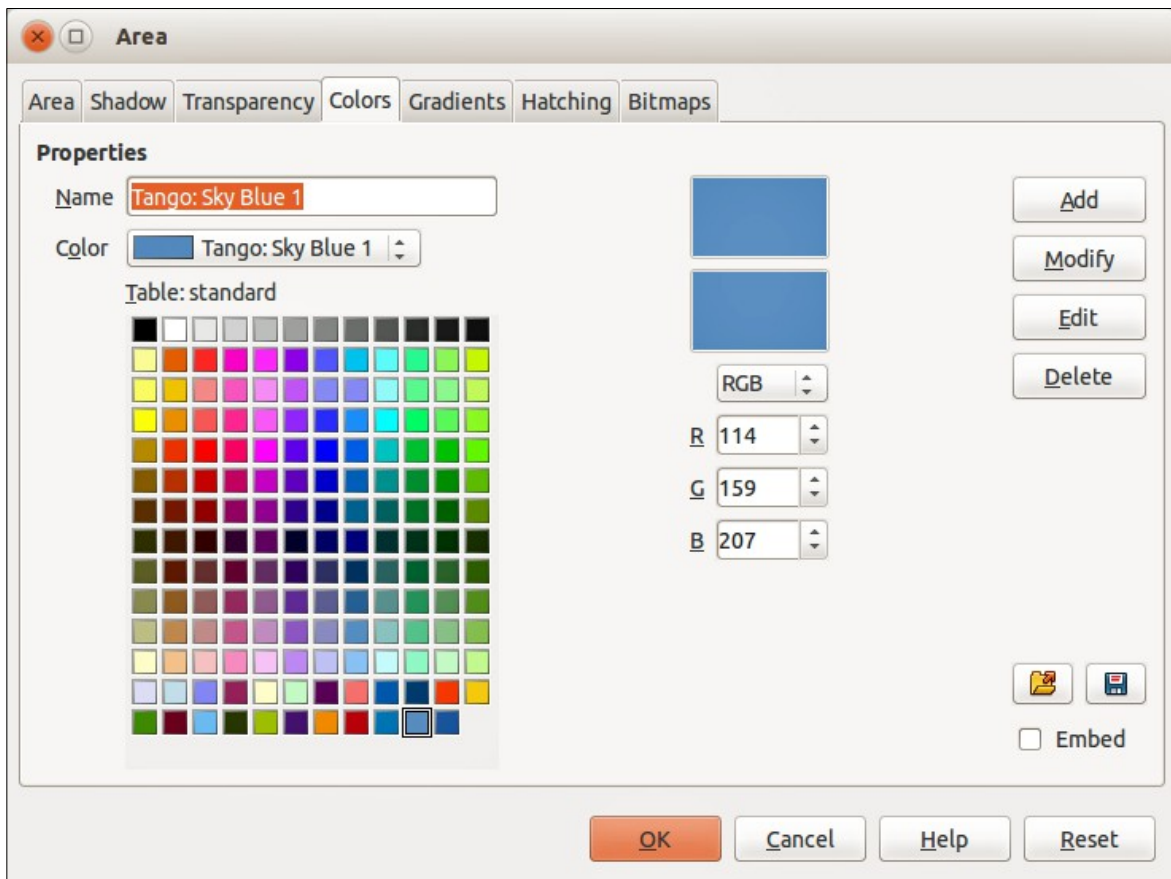 Area
Area Shadow Transparency Colors Gradients Hatching Bitmaps
Properties
Name Tango: Sky Blue 1
Color Tango: Sky Blue 1
Table: standard
Add
Modify
Edit
Delete
RGB
R 114
G 159
B 207
Embed
OK Cancel Help Reset